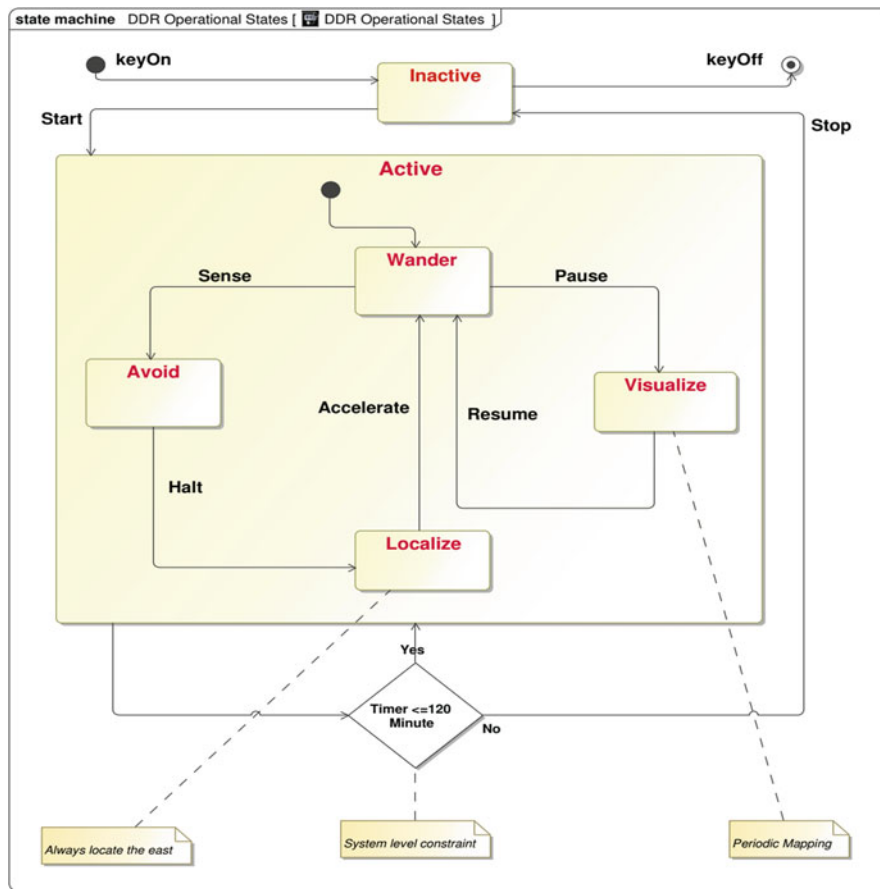 state machine DDR Operational States [ DDR Operational States ]
keyOn
Inactive
keyOff
Start
Stop
Active
Wander
Sense
Pause
Avoid
Visualize
Accelerate
Resume
Halt
Localize
Yes
Timer <=120
Minute
No
Always locate the east
System level constraint
Periodic Mapping